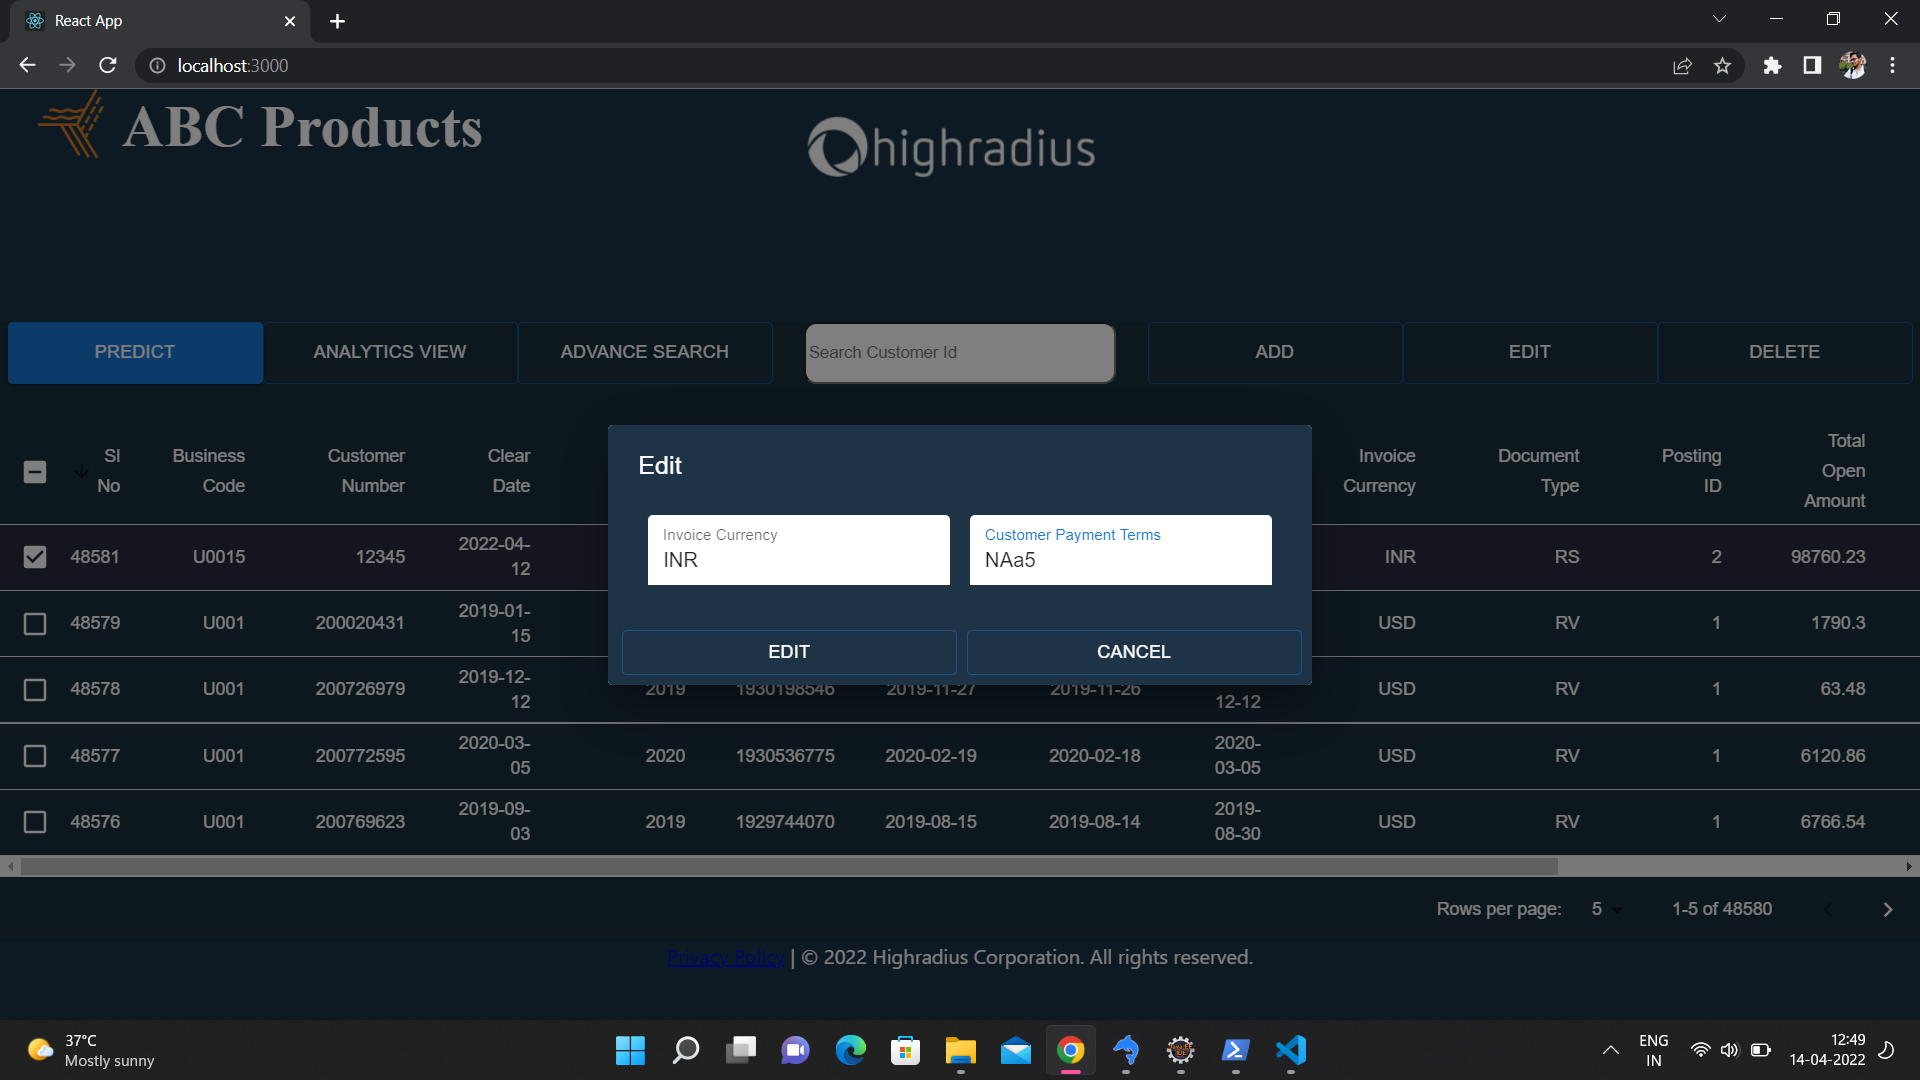 React App
localhost:3000
ABC Products
highradius
PREDICT
ANALYTICS VIEW
ADVANCE SEARCH
Search Customer Id
ADD
EDIT
DELETE
Sl No
Business Code
Customer Number
Clear Date
Invoice Currency
Document Type
Posting ID
Total Open Amount
48581 U0015 12345 2022-04-12 INR RS 2 98760.23
48579 U001 200020431 2019-01-15 USD RV 1 1790.3
48578 U001 200726979 2019-12-12 2019 1930198546 2019-11-27 2019-11-26 12-12 USD RV 1 63.48
48577 U001 200772595 2020-03-05 2020 1930536775 2020-02-19 2020-02-18 2020-03-05 USD RV 1 6120.86
48576 U001 200769623 2019-09-03 2019 1929744070 2019-08-15 2019-08-14 2019-08-30 USD RV 1 6766.54
Edit
Invoice Currency
INR
Customer Payment Terms
NAa5
EDIT
CANCEL
Rows per page: 5 1-5 of 48580
Privacy Policy | © 2022 Highradius Corporation. All rights reserved.
37°C
Mostly sunny
ENG
IN
12:49
14-04-2022